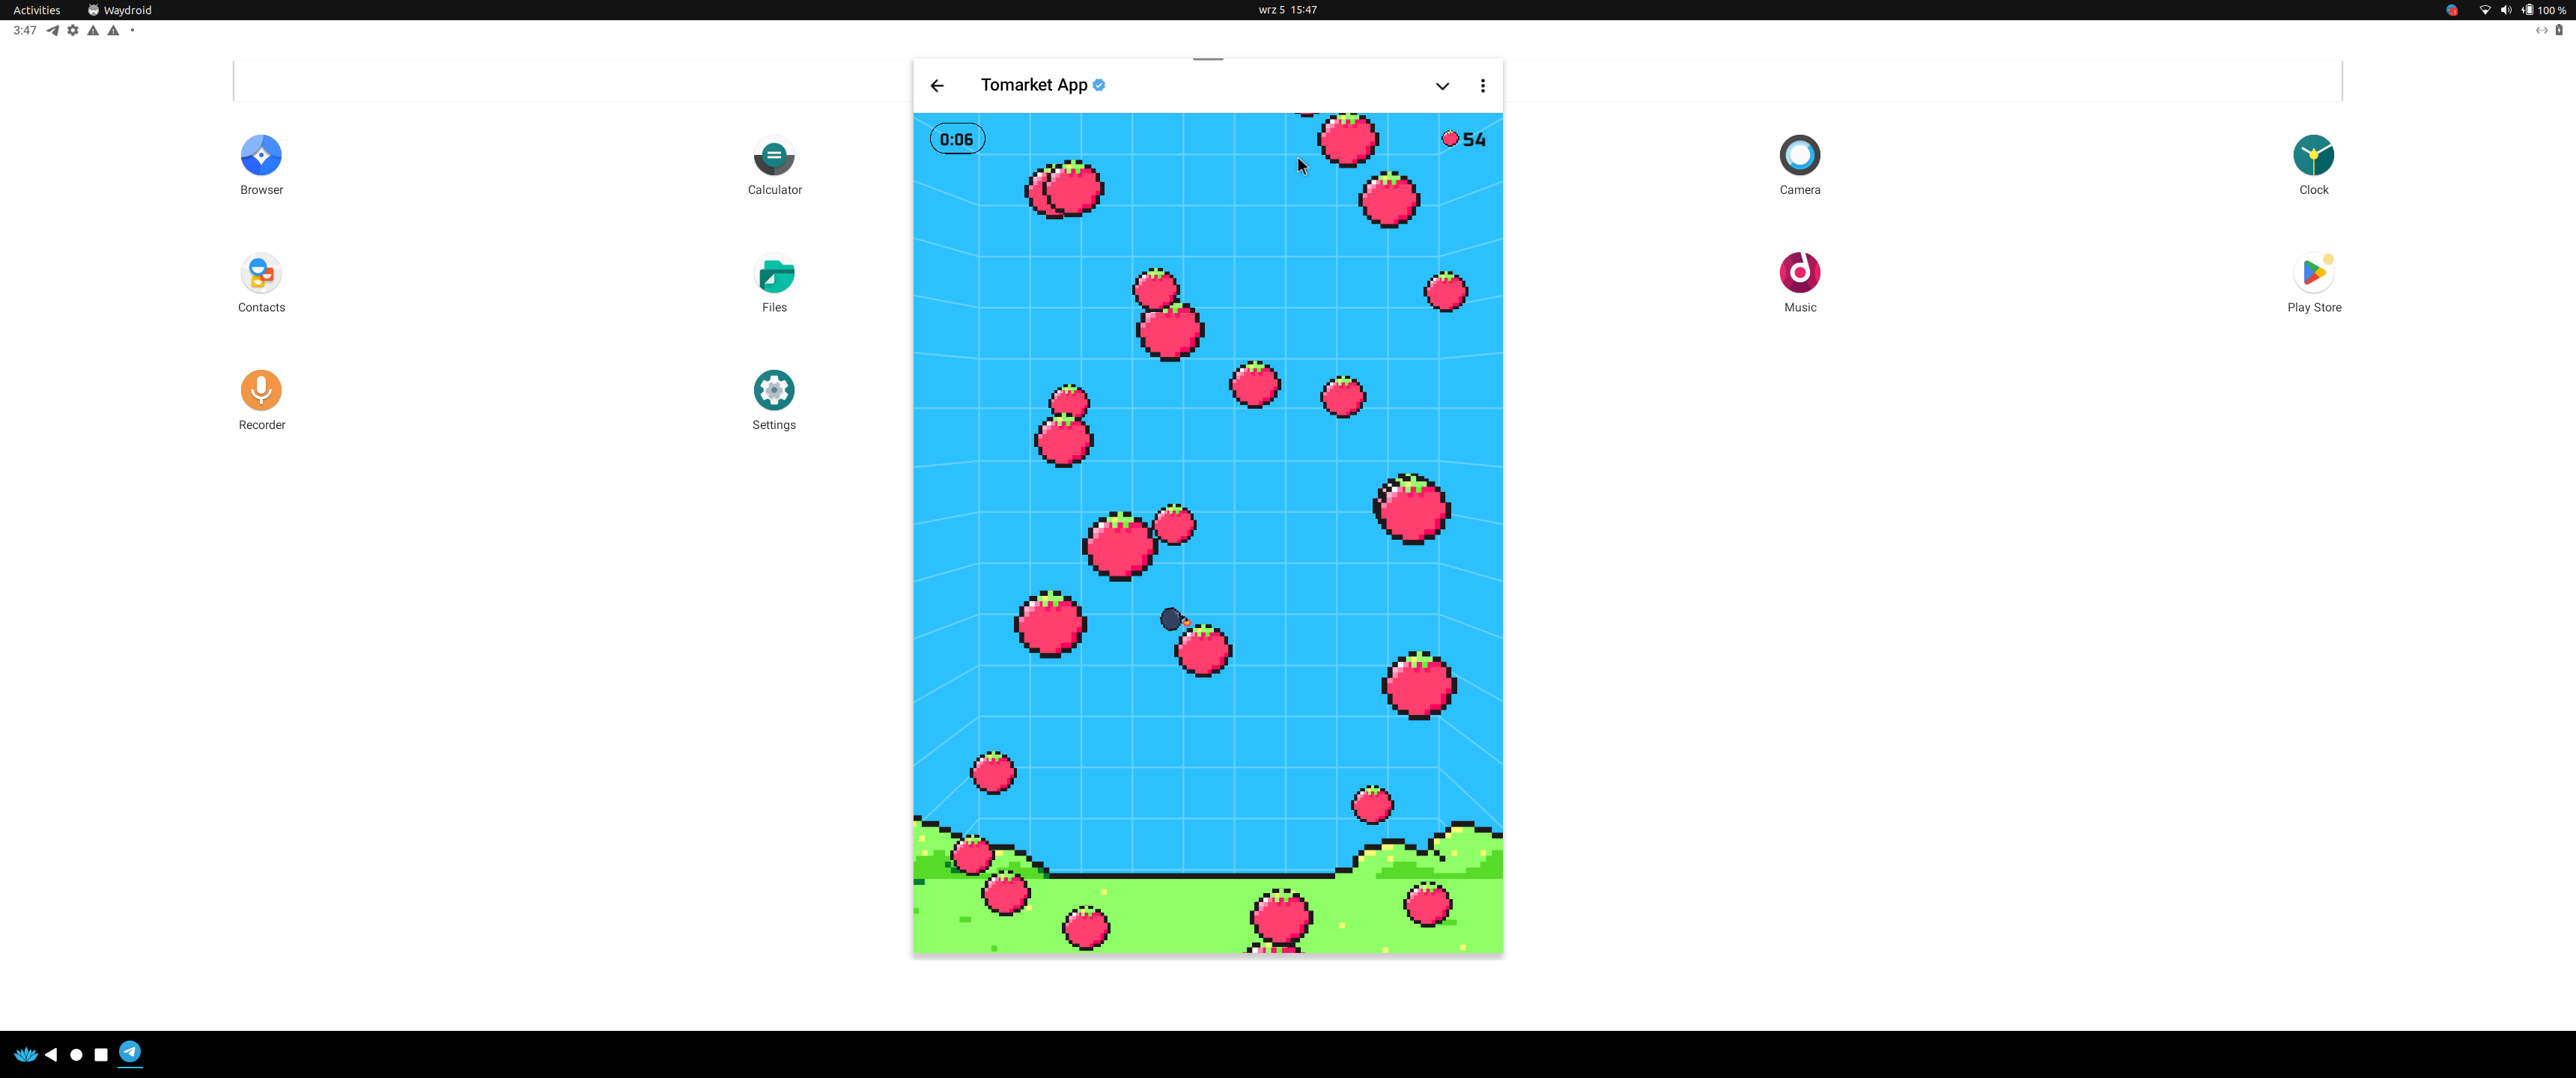 Activities Waydroid wrz 5 15:47 100 %
3:47
Tomarket App
0:06 54
Browser Calculator Camera Clock
Contacts Files Music Play Store
Recorder Settings